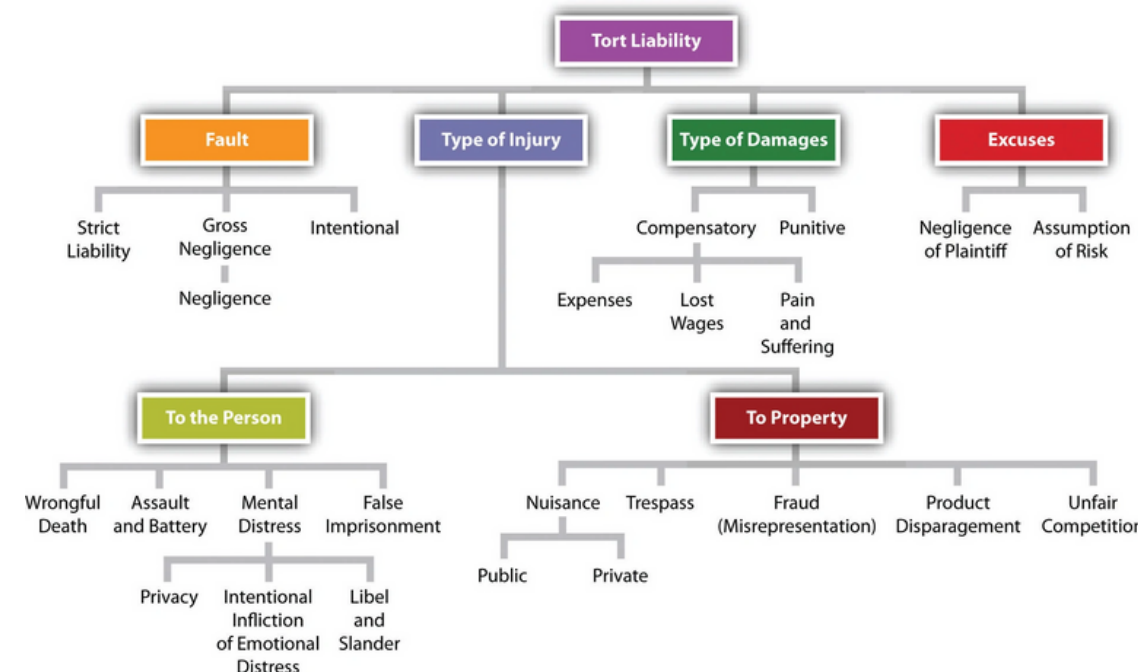 Tort Liability
Fault
Type of Injury
Type of Damages
Excuses
Strict
Liability
Gross
Negligence
Intentional
Negligence
Compensatory
Punitive
Negligence
of Plaintiff
Assumption
of Risk
Expenses
Lost
Wages
Pain
and
Suffering
To the Person
To Property
Wrongful
Death
Assault
and Battery
Mental
Distress
False
Imprisonment
Nuisance
Trespass
Fraud
(Misrepresentation)
Product
Disparagement
Unfair
Competition
Privacy
Intentional
Infliction
of Emotional
Distress
Libel
and
Slander
Public
Private